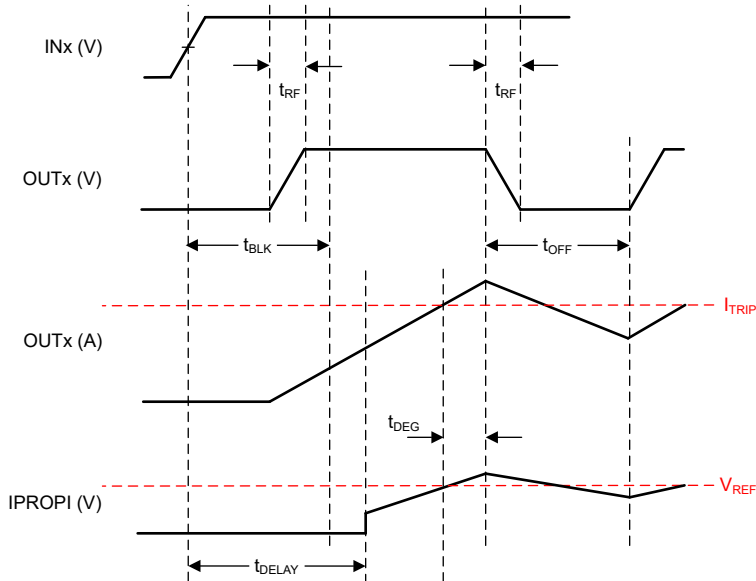 INx (V)
tRF
tRF
OUTx (V)
tBLK
tOFF
ITRIP
OUTx (A)
tDEG
VREF
IPROPI (V)
tDELAY